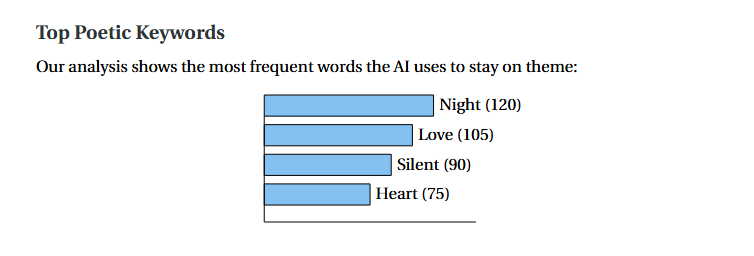 Top Poetic Keywords
Our analysis shows the most frequent words the AI uses to stay on theme:
Night (120)
Love (105)
Silent (90)
Heart (75)